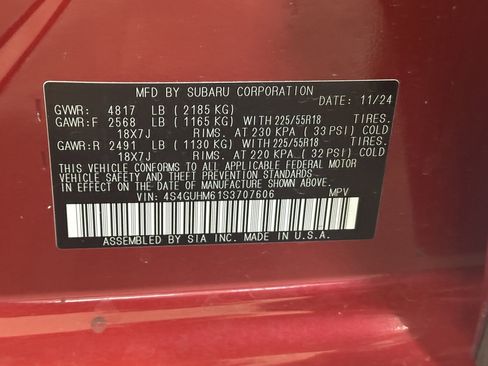 MFD BY SUBARU CORPORATION
GVWR: 4817 LB ( 2185 KG) DATE: 11/24
GAWR:F 2568 LB ( 1165 KG) WITH 225/55R18 TIRES.
18X7J RIMS. AT 230 KPA ( 33 PSI) COLD
GAWR:R 2491 LB ( 1130 KG) WITH 225/55R18 TIRES.
18X7J RIMS. AT 220 KPA ( 32 PSI) COLD
THIS VEHICLE CONFORMS TO ALL APPLICABLE FEDERAL MOTOR
VEHICLE SAFETY, BUMPER, AND THEFT PREVENTION STANDARDS
IN EFFECT ON THE DATE OF MANUFACTURE SHOWN ABOVE.
VIN: 4S4GUHM61S3707606 MPV
ASSEMBLED BY SIA MADE IN U.S.A.